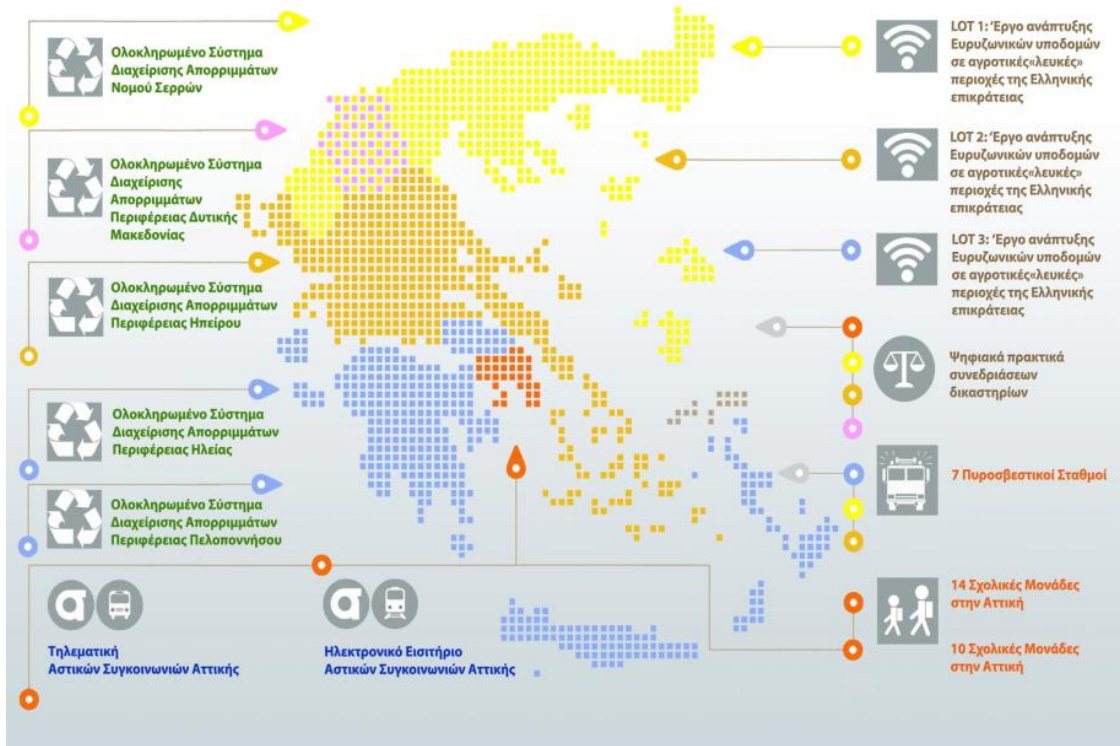 Ολοκληρωμένο Σύστημα
Διαχείρισης Απορριμμάτων
Νομού Σερρών
Ολοκληρωμένο Σύστημα
Διαχείρισης
Απορριμμάτων
Περιφέρειας Δυτικής
Μακεδονίας
Ολοκληρωμένο Σύστημα
Διαχείρισης Απορριμμάτων
Περιφέρειας Ηπείρου
Ολοκληρωμένο Σύστημα
Διαχείρισης Απορριμμάτων
Περιφέρειας Ηλείας
Ολοκληρωμένο Σύστημα
Διαχείρισης Απορριμμάτων
Περιφέρειας Πελοποννήσου
Τηλεματική
Αστικών Συγκοινωνιών Αττικής
Ηλεκτρονικό Εισιτήριο
Αστικών Συγκοινωνιών Αττικής
LOT 1: Έργο ανάπτυξης
Ευρυζωνικών υποδομών
σε αγροτικές«λευκές»
περιοχές της Ελληνικής
επικράτειας
LOT 2: Έργο ανάπτυξης
Ευρυζωνικών υποδομών
σε αγροτικές«λευκές»
περιοχές της Ελληνικής
επικράτειας
LOT 3: Έργο ανάπτυξης
Ευρυζωνικών υποδομών
σε αγροτικές«λευκές»
περιοχές της Ελληνικής
επικράτειας
Ψηφιακά πρακτικά
συνεδριάσεων
δικαστηρίων
7 Πυροσβεστικοί Σταθμοί
14 Σχολικές Μονάδες
στην Αττική
10 Σχολικές Μονάδες
στην Αττική